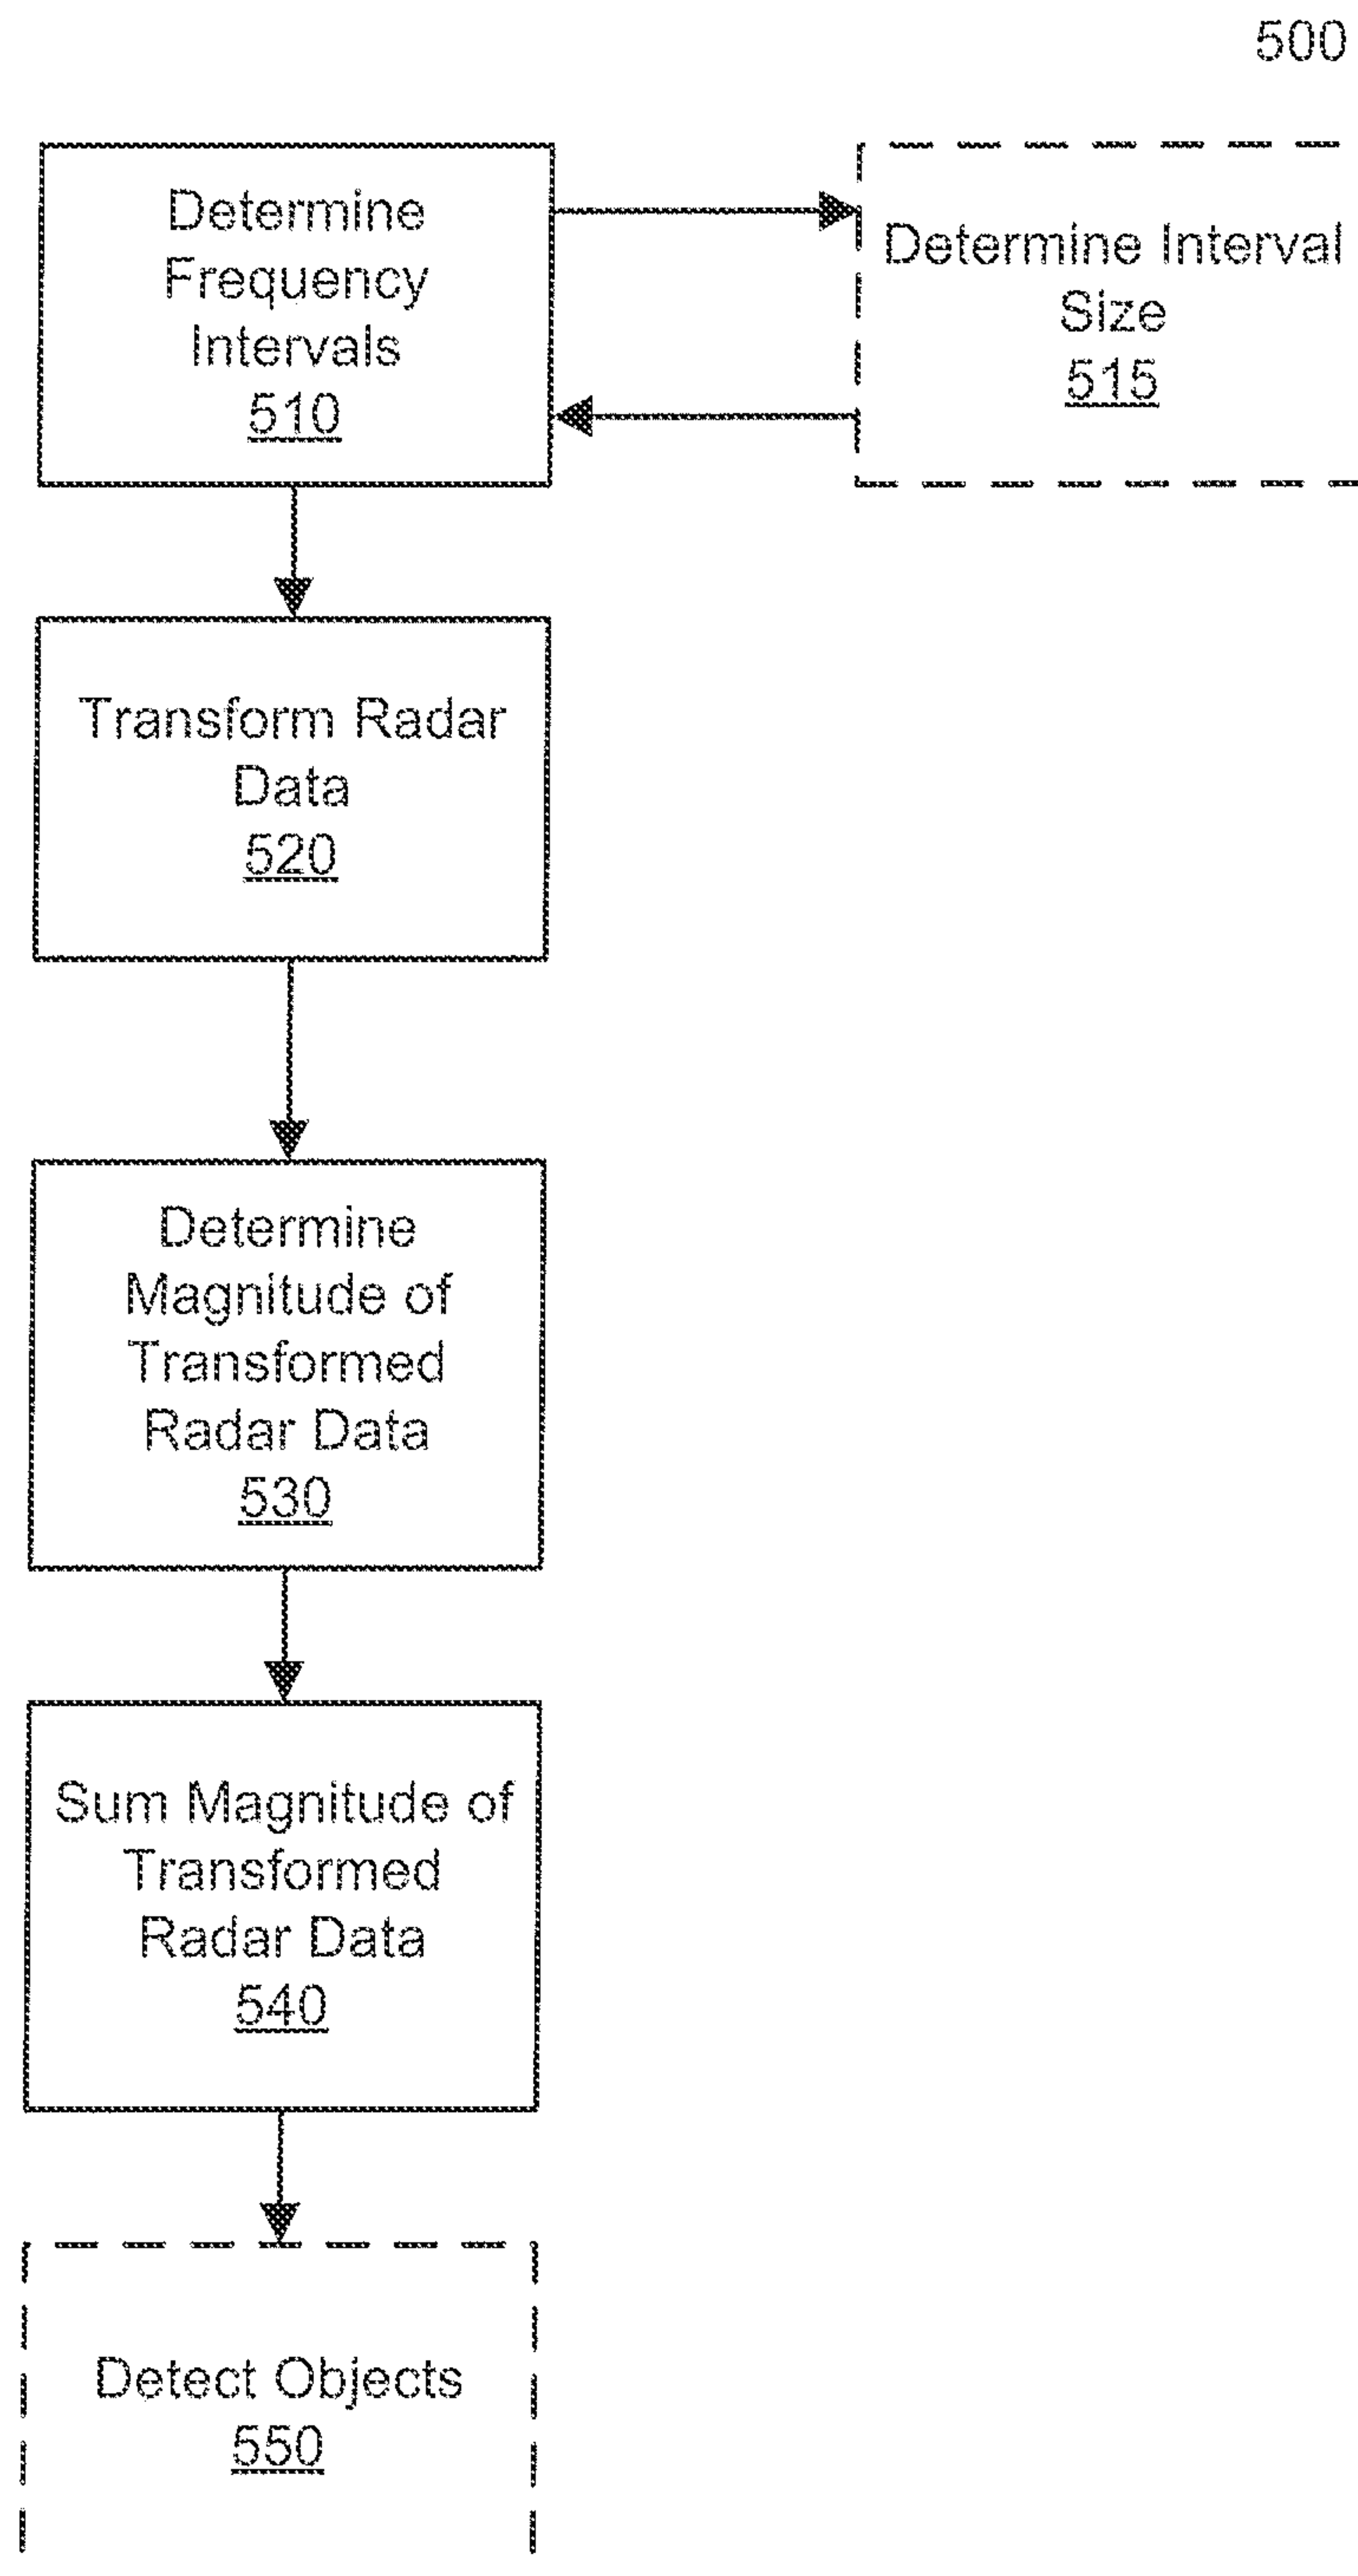 500
Determine
Frequency
Intervals
510
Determine Interval
Size
515
Transform Radar
Data
520
Determine
Magnitude of
Transformed
Radar Data
530
Sum Magnitude of
Transformed
Radar Data
540
Detect Objects
550